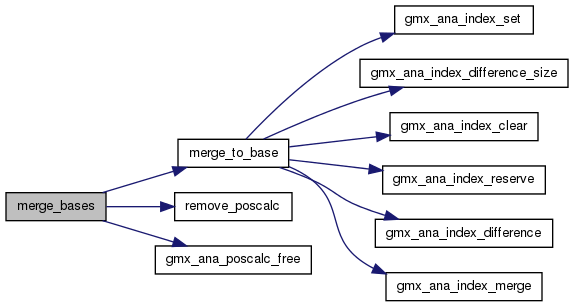 gmx_ana_index_set
gmx_ana_index_difference_size
gmx_ana_index_clear
merge_to_base
gmx_ana_index_reserve
merge_bases
remove_poscalc
gmx_ana_index_difference
gmx_ana_poscalc_free
gmx_ana_index_merge